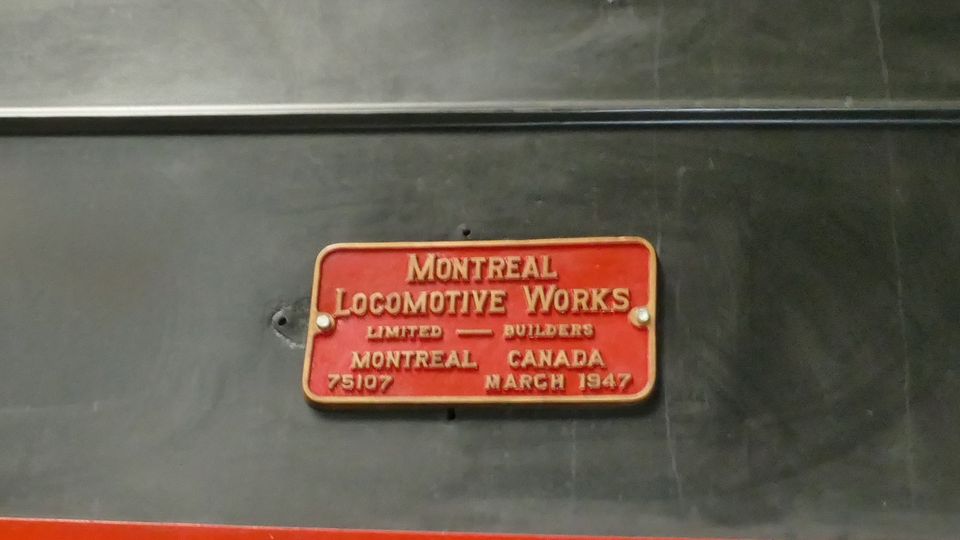 MONTREAL
LOCOMOTIVE WORKS
LIMITED — BUILDERS
MONTREAL CANADA
75107 MARCH 1947